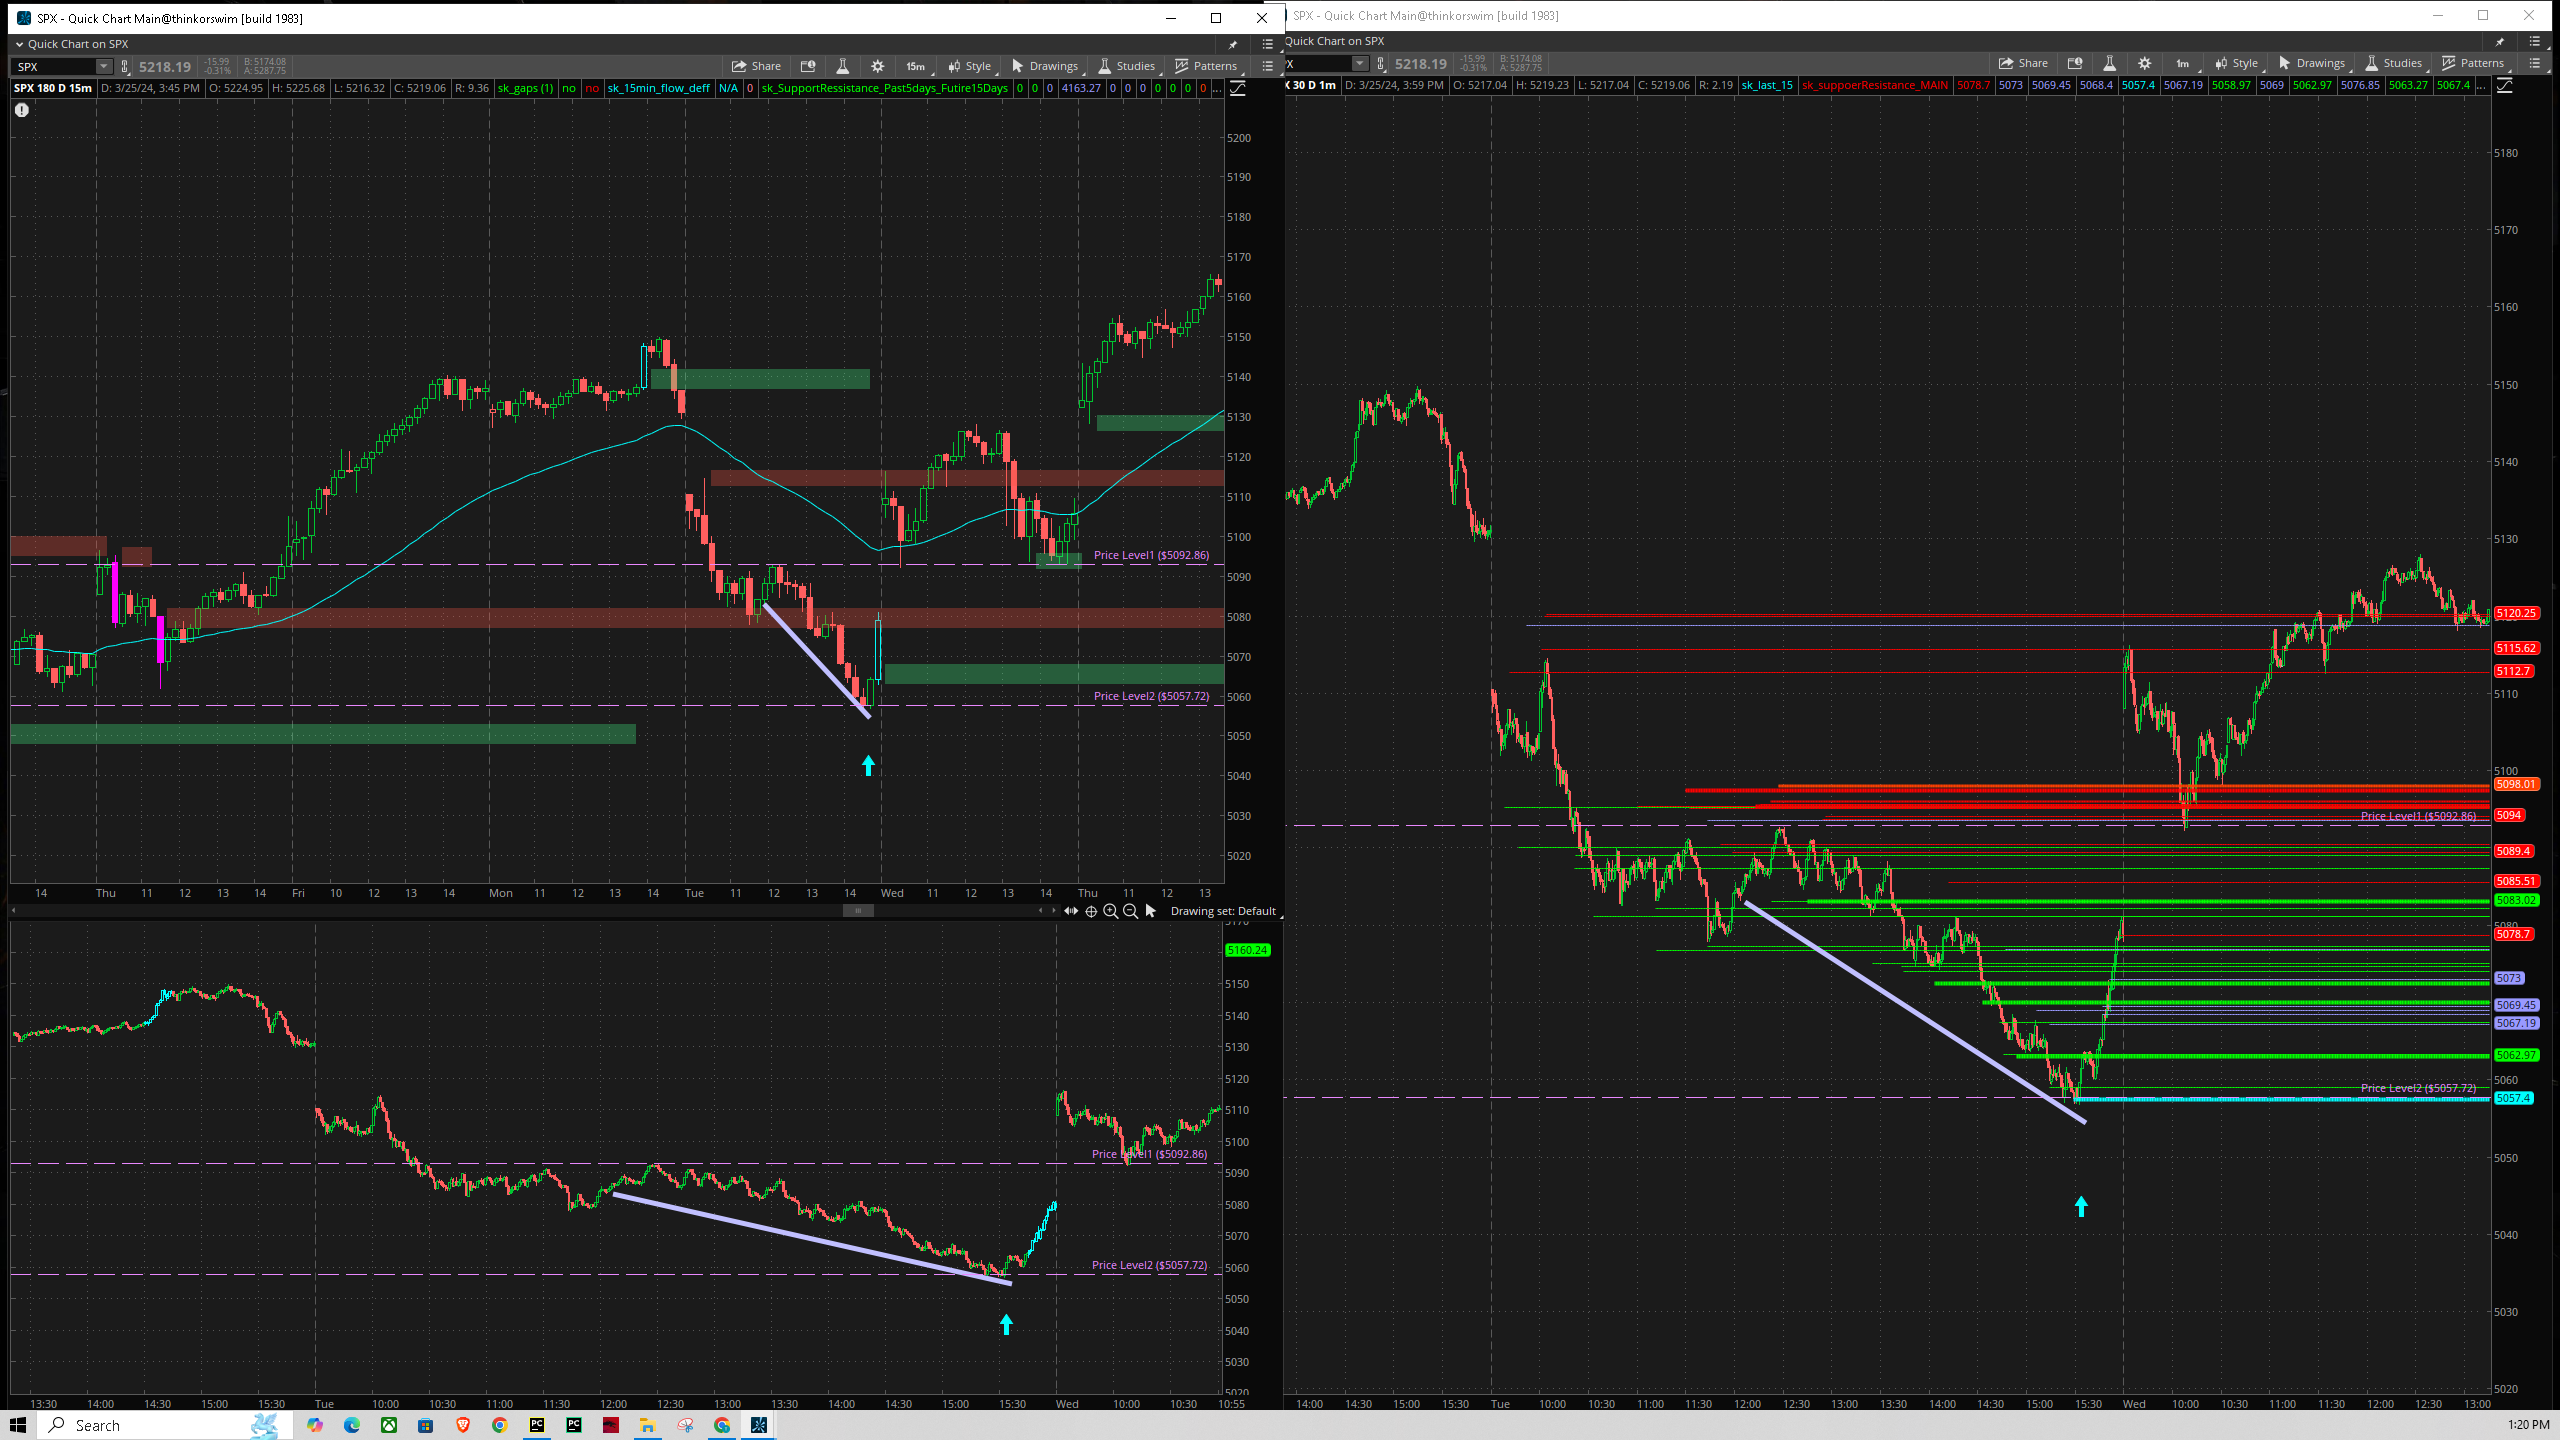 SPX - Quick Chart Main@thinkorswim [build 1983]
Quick Chart on SPX
SPX 5218.19 -15.99 -0.31% B: 5174.08 A: 5287.75 Share 15m Style Drawings Studies Patterns
SPX 180 D 15m D: 3/25/24, 3:45 PM O: 5224.95 H: 5225.68 L: 5216.32 C: 5219.06 R: 9.36 sk_gaps (1) no no sk_15min_flow_deff N/A 0 sk_SupportRessistance_Past5days_Futire15Days 0 0 0 4163.27 0 0 0 0 0 0 0 0 ...
5200
5190
5180
5170
5160
5150
5140
5130
5120
5110
5100
Price Level1 ($5092.86)
5090
5080
5070
Price Level2 ($5057.72)
5060
5050
5040
5030
5020
14 Thu 11 12 13 14 Fri 10 12 13 14 Mon 11 12 13 14 Tue 11 12 13 14 Wed 11 12 13 14 Thu 11 12 13
Drawing set: Default
5170
5160.24
5150
5140
5130
5120
5110
5100
Price Level1 ($5092.86)
5090
5080
5070
Price Level2 ($5057.72)
5060
5050
5040
5030
5020
13:30 14:00 14:30 15:00 15:30 Tue 10:00 10:30 11:00 11:30 12:00 12:30 13:00 13:30 14:00 14:30 15:00 15:30 Wed 10:00 10:30 10:55
SPX - Quick Chart Main@thinkorswim [build 1983]
Quick Chart on SPX
5218.19 -15.99 -0.31% B: 5174.08 A: 5287.75 Share 1m Style Drawings Studies Patterns
X 30 D 1m D: 3/25/24, 3:59 PM O: 5217.04 H: 5219.23 L: 5217.04 C: 5219.06 R: 2.19 sk_last_15 sk_suppoerResistance_MAIN 5078.7 5073 5069.45 5068.4 5057.4 5067.19 5058.97 5069 5062.97 5076.85 5063.27 5067.4 ...
5180
5170
5160
5150
5140
5130
5120.25
5115.62
5112.7
5110
5100
5098.01
5094
Price Level1 ($5092.86)
5089.4
5085.51
5083.02
5080
5078.7
5073
5069.45
5067.19
5062.97
5060
Price Level2 ($5057.72)
5057.4
5050
5040
5030
5020
14:00 14:30 15:00 15:30 Tue 10:00 10:30 11:00 11:30 12:00 12:30 13:00 13:30 14:00 14:30 15:00 15:30 Wed 10:00 10:30 11:00 11:30 12:00 12:30 13:00
Search
PC
PC
1:20 PM